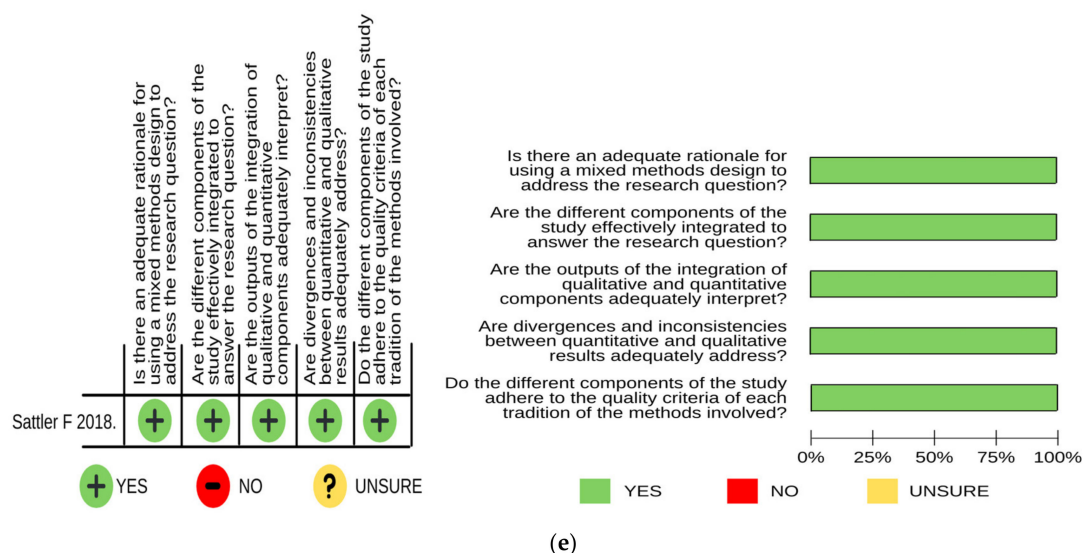 Is there an adequate rationale for
using a mixed methods design to
address the research question?
Are the different components of the
study effectively integrated to
answer the research question?
Are the outputs of the integration of
qualitative and quantitative
components adequately interpret?
Are divergences and inconsistencies
between quantitative and qualitative
results adequately address?
Do the different components of the study
adhere to the quality criteria of each
tradition of the methods involved?
Sattler F 2018.
+ + + + +
+ YES - NO ? UNSURE
Is there an adequate rationale for
using a mixed methods design to
address the research question?
Are the different components of the
study effectively integrated to
answer the research question?
Are the outputs of the integration of
qualitative and quantitative
components adequately interpret?
Are divergences and inconsistencies
between quantitative and qualitative
results adequately address?
Do the different components of the study
adhere to the quality criteria of each
tradition of the methods involved?
0% 25% 50% 75% 100%
YES NO UNSURE
(e)